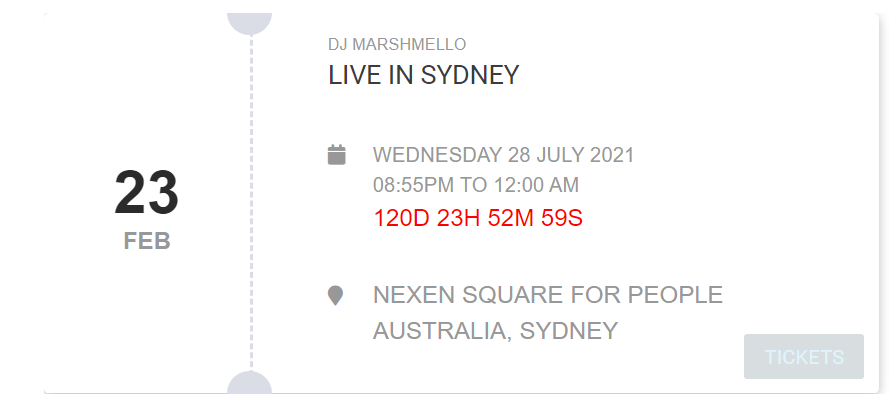 23
FEB
DJ MARSHMELLO
LIVE IN SYDNEY
WEDNESDAY 28 JULY 2021
08:55PM TO 12:00 AM
120D 23H 52M 59S
NEXEN SQUARE FOR PEOPLE
AUSTRALIA, SYDNEY
TICKETS